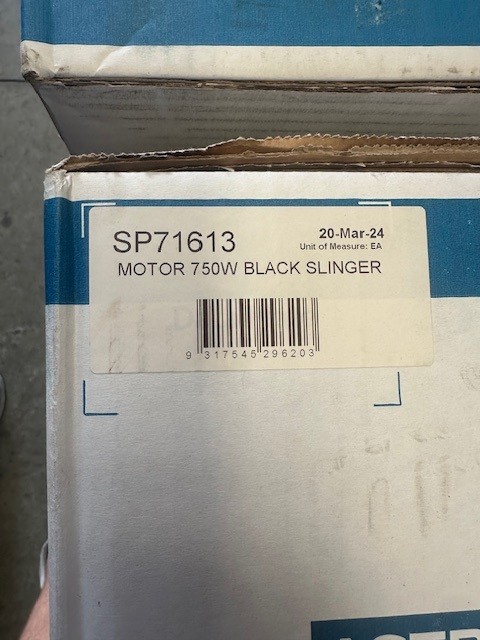 SP71613
20-Mar-24
Unit of Measure: EA
MOTOR 750W BLACK SLINGER
9 317545 296203